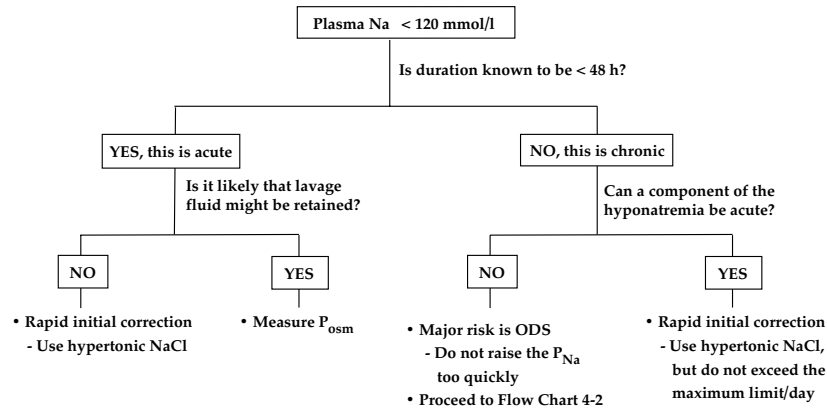 Plasma Na < 120 mmol/l
Is duration known to be < 48 h?
YES, this is acute
NO, this is chronic
Is it likely that lavage
fluid might be retained?
Can a component of the
hyponatremia be acute?
NO
YES
NO
YES
• Rapid initial correction
- Use hypertonic NaCl
• Measure Posm
• Major risk is ODS
- Do not raise the PNa
too quickly
• Proceed to Flow Chart 4-2
• Rapid initial correction
- Use hypertonic NaCl,
but do not exceed the
maximum limit/day